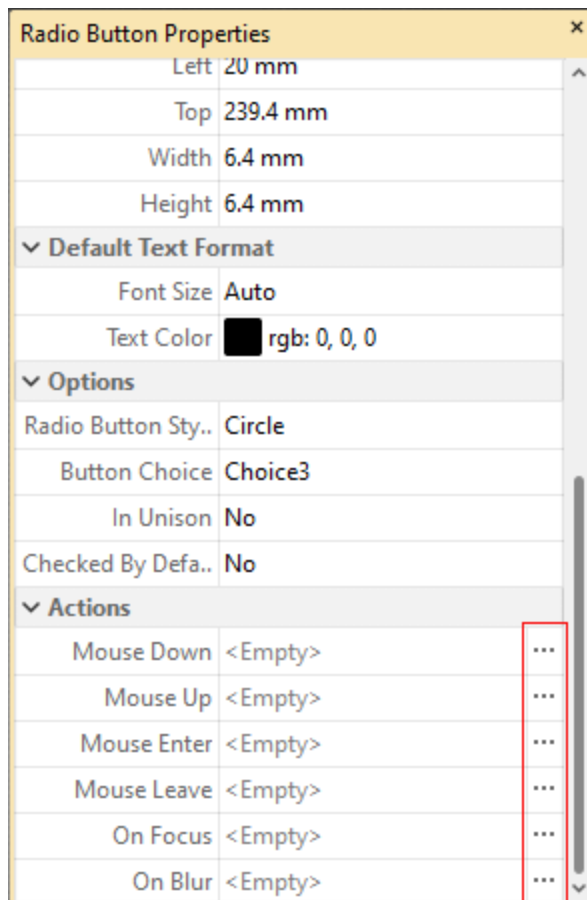 Radio Button Properties ×
Left 20 mm
Top 239.4 mm
Width 6.4 mm
Height 6.4 mm
Default Text Format
Font Size Auto
Text Color rgb: 0, 0, 0
Options
Radio Button Sty.. Circle
Button Choice Choice3
In Unison No
Checked By Defa.. No
Actions
Mouse Down <Empty> ...
Mouse Up <Empty> ...
Mouse Enter <Empty> ...
Mouse Leave <Empty> ...
On Focus <Empty> ...
On Blur <Empty> ...